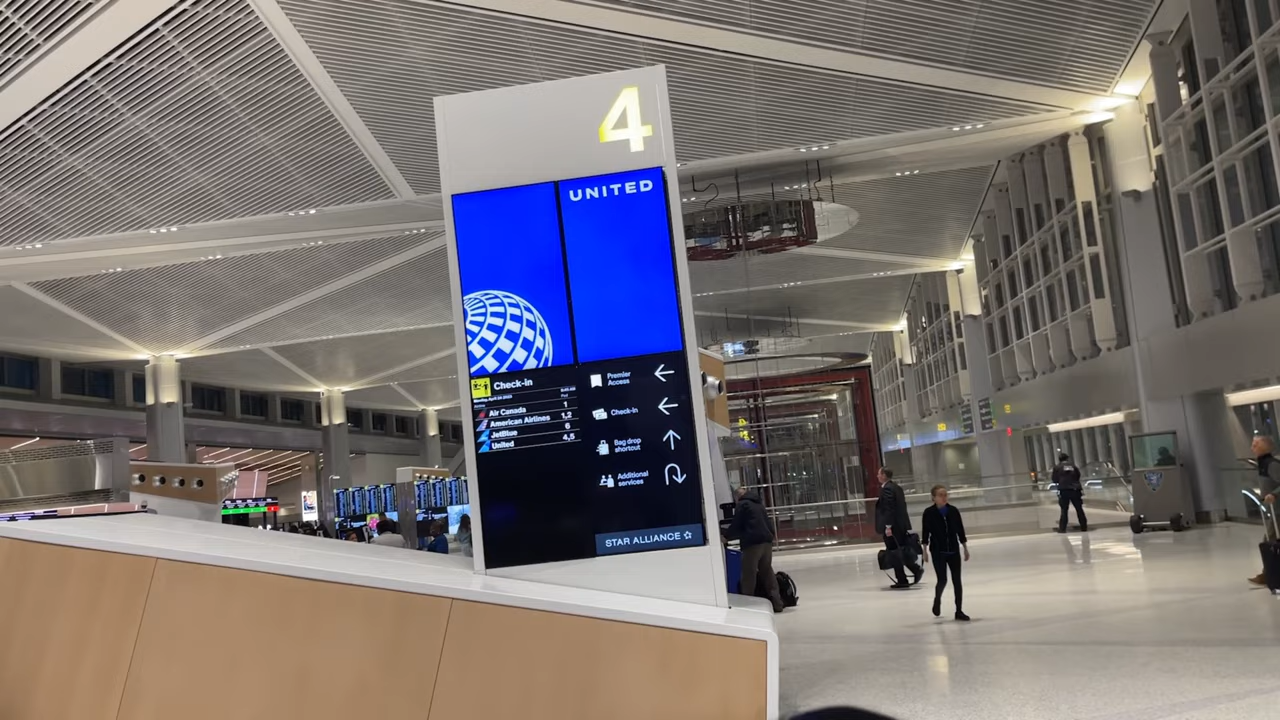 4
UNITED
Check-in
Air Canada 1
American Airlines 1,2
JetBlue 6
United 4,5
Premier
Access
Check-in
Bag drop
shortcut
Additional
services
STAR ALLIANCE